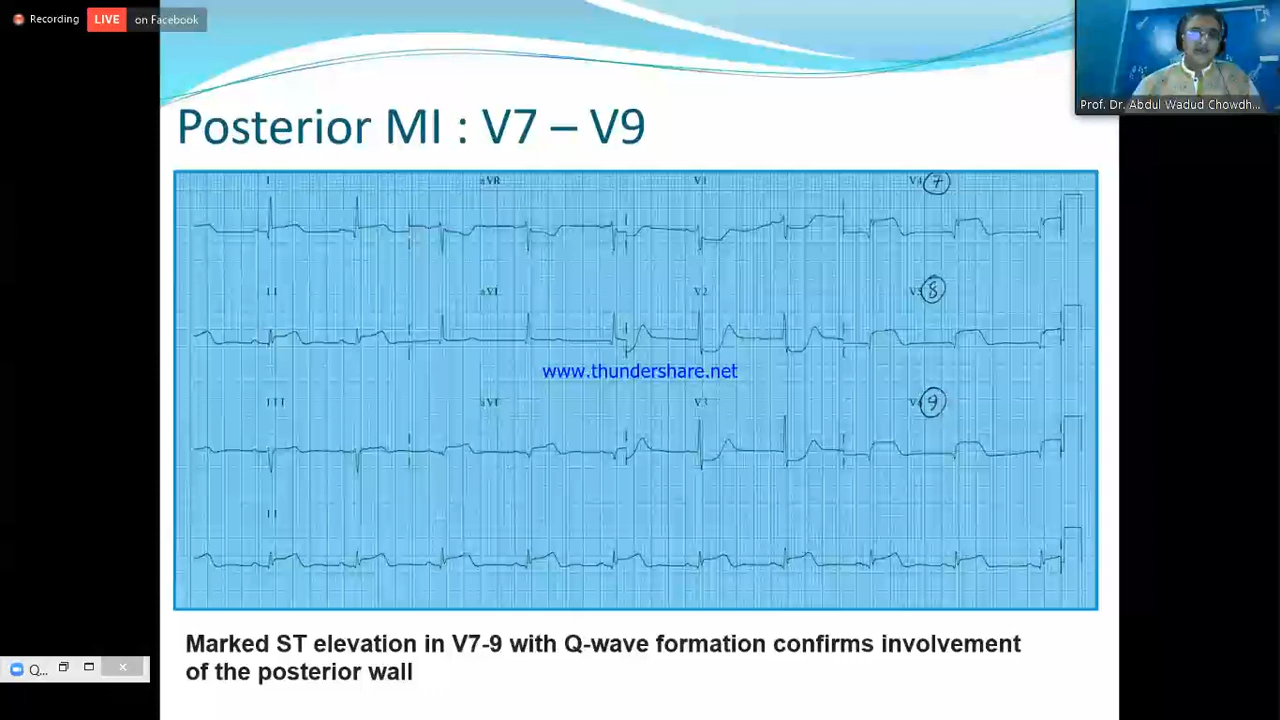 Recording
LIVE on Facebook
Prof. Dr. Abdul Wadud Chowdh...
Posterior MI : V7 – V9
I aVR V1 V4 7
II aVL V2 V5 8
www.thundershare.net
III aVF V3 V6 9
II
Q...
Marked ST elevation in V7-9 with Q-wave formation confirms involvement
of the posterior wall